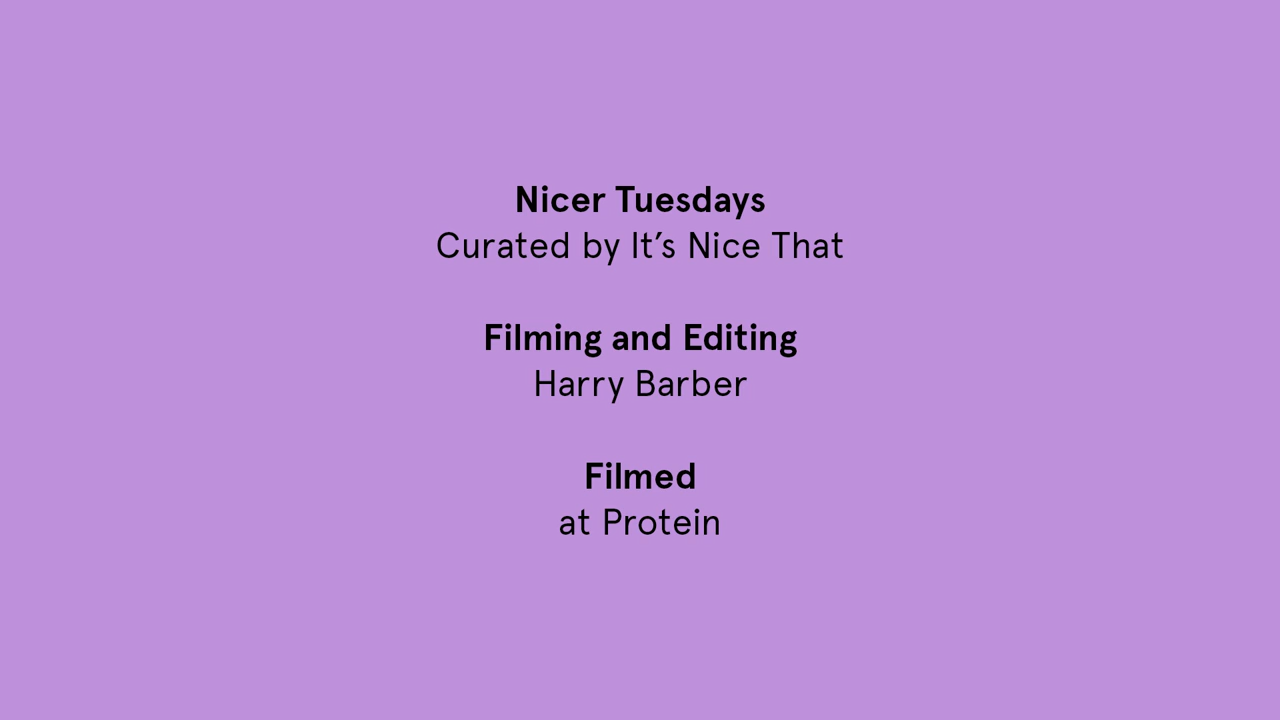 Nicer Tuesdays
Curated by It’s Nice That
Filming and Editing
Harry Barber
Filmed
at Protein